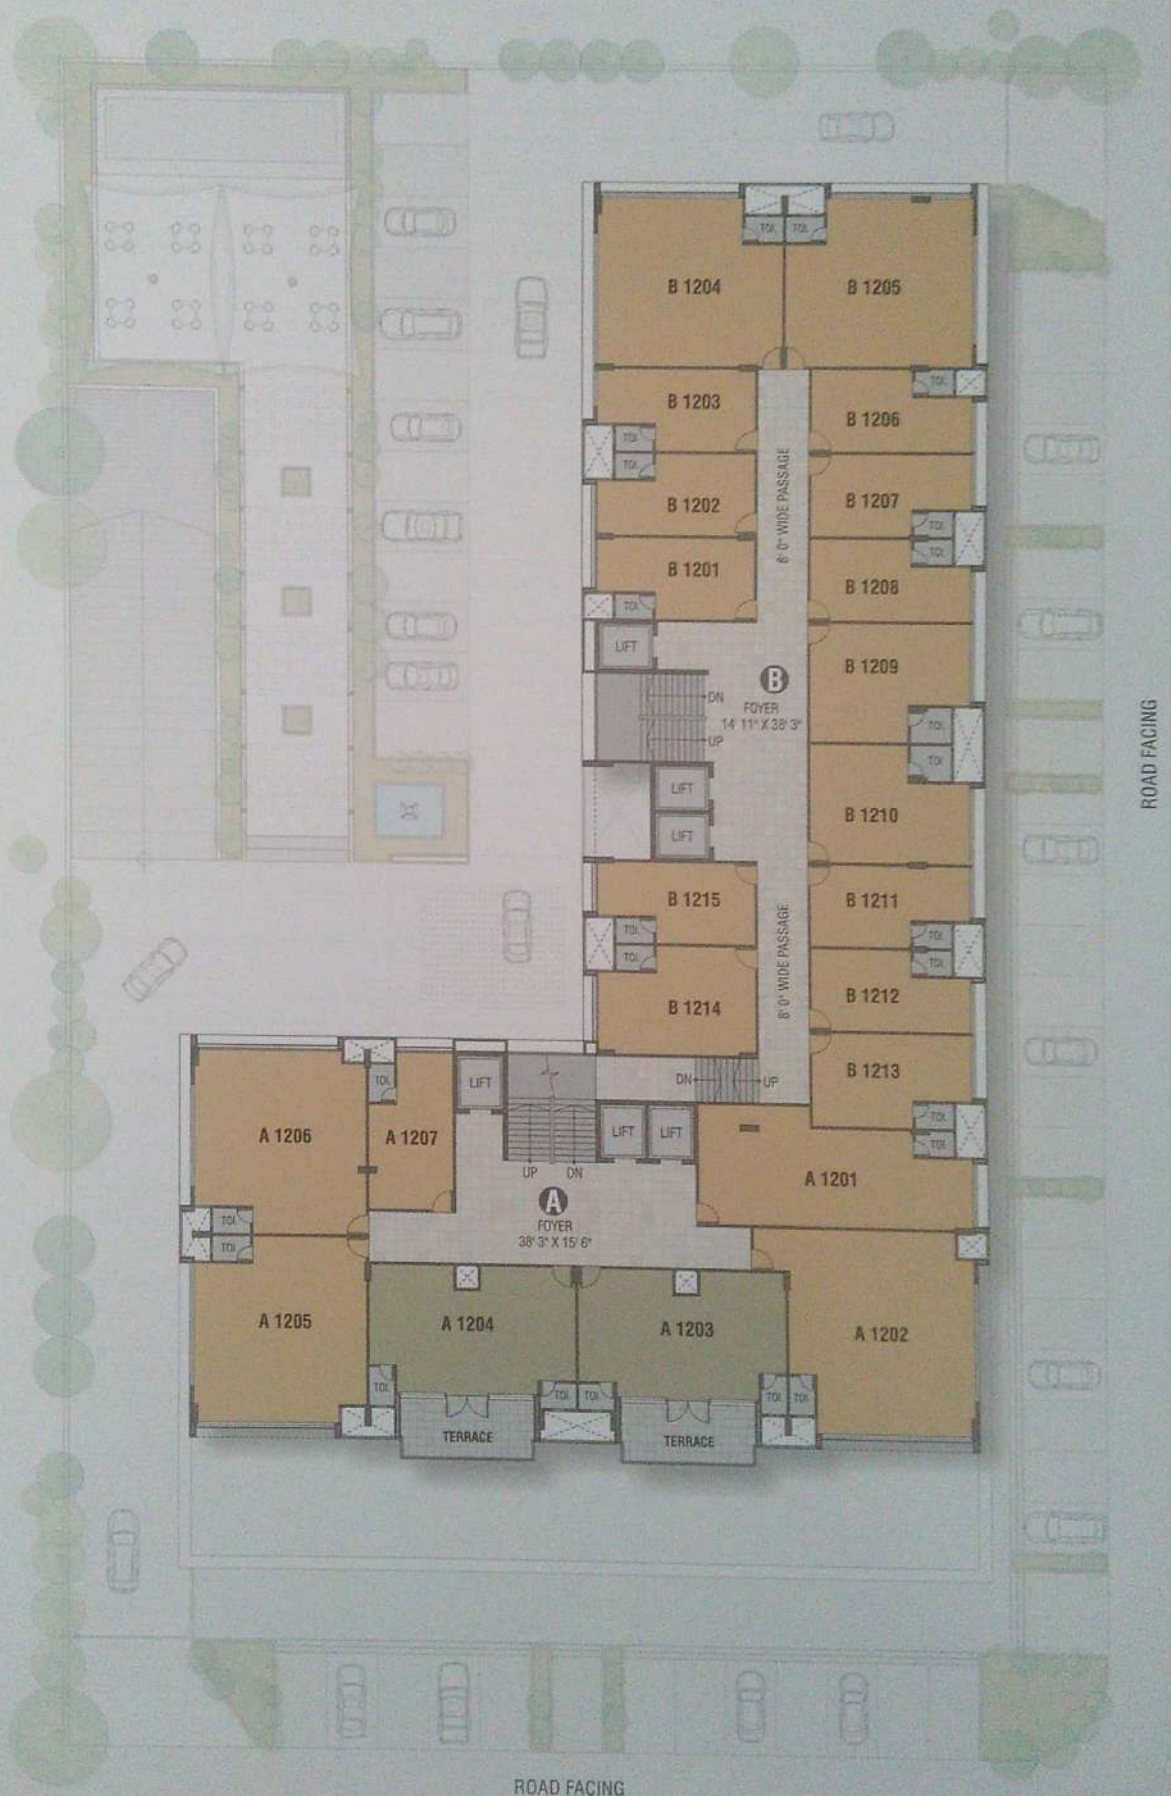 TOI. TOI.
B 1204
B 1205
TOI.
B 1203
B 1206
TOI.
TOI.
8' 0" WIDE PASSAGE
B 1202
B 1207
TOI.
TOI.
B 1201
B 1208
TOI.
LIFT
B 1209
B
DN
FOYER
14' 11" X 38' 3"
UP
TOI.
TOI.
LIFT
B 1210
LIFT
ROAD FACING
B 1215
B 1211
TOI.
TOI.
TOI.
TOI.
8' 0" WIDE PASSAGE
B 1212
B 1214
B 1213
DN
UP
LIFT
TOI.
TOI.
TOI.
LIFT
LIFT
A 1206
A 1207
UP
DN
A 1201
A
FOYER
38' 3" X 15' 6"
TOI.
TOI.
A 1205
A 1204
A 1203
A 1202
TOI.
TOI.
TOI.
TOI.
TOI.
TERRACE
TERRACE
ROAD FACING